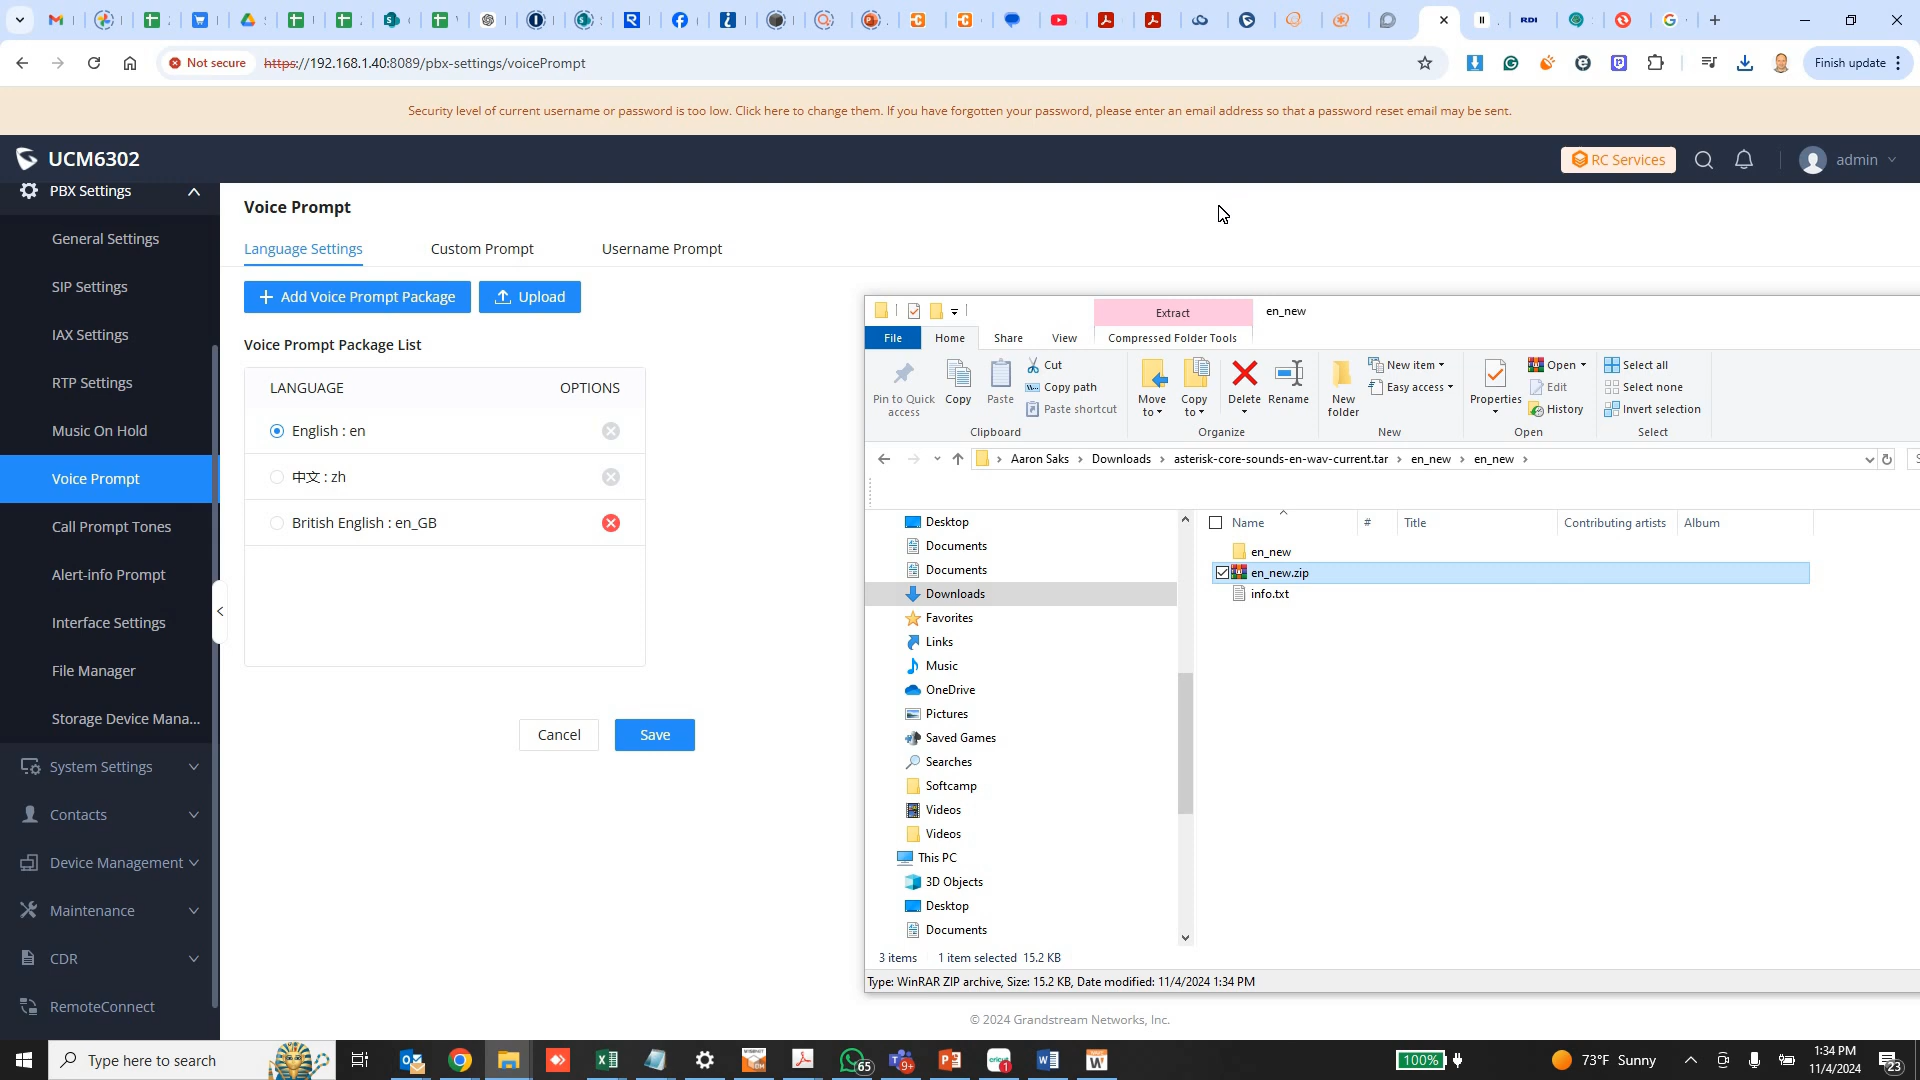 RDI
Not secure
https://192.168.1.40:8089/pbx-settings/voicePrompt
Finish update
Security level of current username or password is too low. Click here to change them. If you have forgotten your password, please enter an email address so that a password reset email may be sent.
UCM6302
RC Services
admin
PBX Settings
General Settings
SIP Settings
IAX Settings
RTP Settings
Music On Hold
Voice Prompt
Call Prompt Tones
Alert-info Prompt
Interface Settings
File Manager
Storage Device Mana...
System Settings
Contacts
Device Management
Maintenance
CDR
RemoteConnect
Voice Prompt
Language Settings
Custom Prompt
Username Prompt
Add Voice Prompt Package
Upload
Voice Prompt Package List
LANGUAGE OPTIONS
English : en
中文 : zh
British English : en_GB
Cancel
Save
Extract
en_new
File
Home
Share
View
Compressed Folder Tools
Pin to Quick access
Copy
Paste
Cut
Copy path
Paste shortcut
Clipboard
Move to
Copy to
Delete
Rename
Organize
New folder
New item
Easy access
New
Properties
Open
Edit
History
Open
Select all
Select none
Invert selection
Select
Aaron Saks > Downloads > asterisk-core-sounds-en-wav-current.tar > en_new > en_new >
Desktop
Documents
Documents
Downloads
Favorites
Links
Music
OneDrive
Pictures
Saved Games
Searches
Softcamp
Videos
Videos
This PC
3D Objects
Desktop
Documents
Name # Title Contributing artists Album
en_new
en_new.zip
info.txt
3 items 1 item selected 15.2 KB
Type: WinRAR ZIP archive, Size: 15.2 KB, Date modified: 11/4/2024 1:34 PM
© 2024 Grandstream Networks, Inc.
Type here to search
65
9+
1
100%
73°F Sunny
1:34 PM
11/4/2024
23